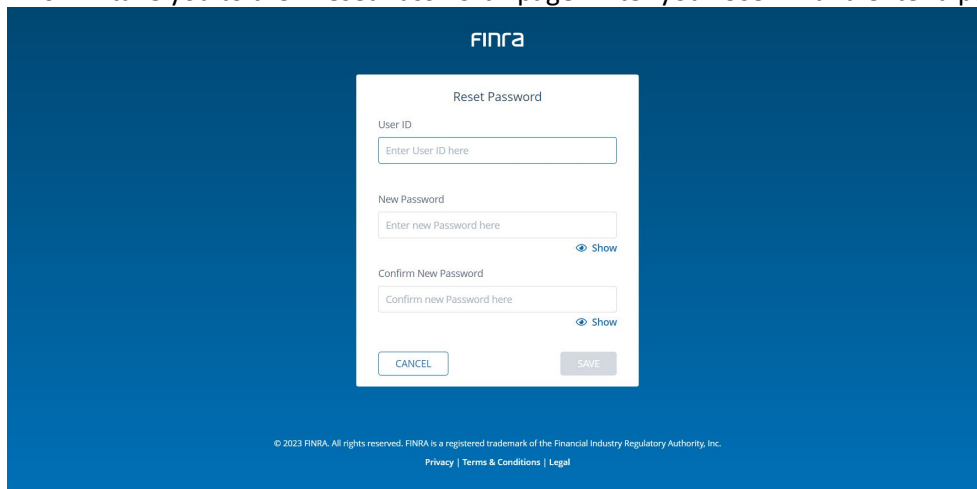 FINRA
Reset Password
User ID
Enter User ID here
New Password
Enter new Password here
Show
Confirm New Password
Confirm new Password here
Show
CANCEL
SAVE
© 2023 FINRA. All rights reserved. FINRA is a registered trademark of the Financial Industry Regulatory Authority, Inc.
Privacy | Terms & Conditions | Legal